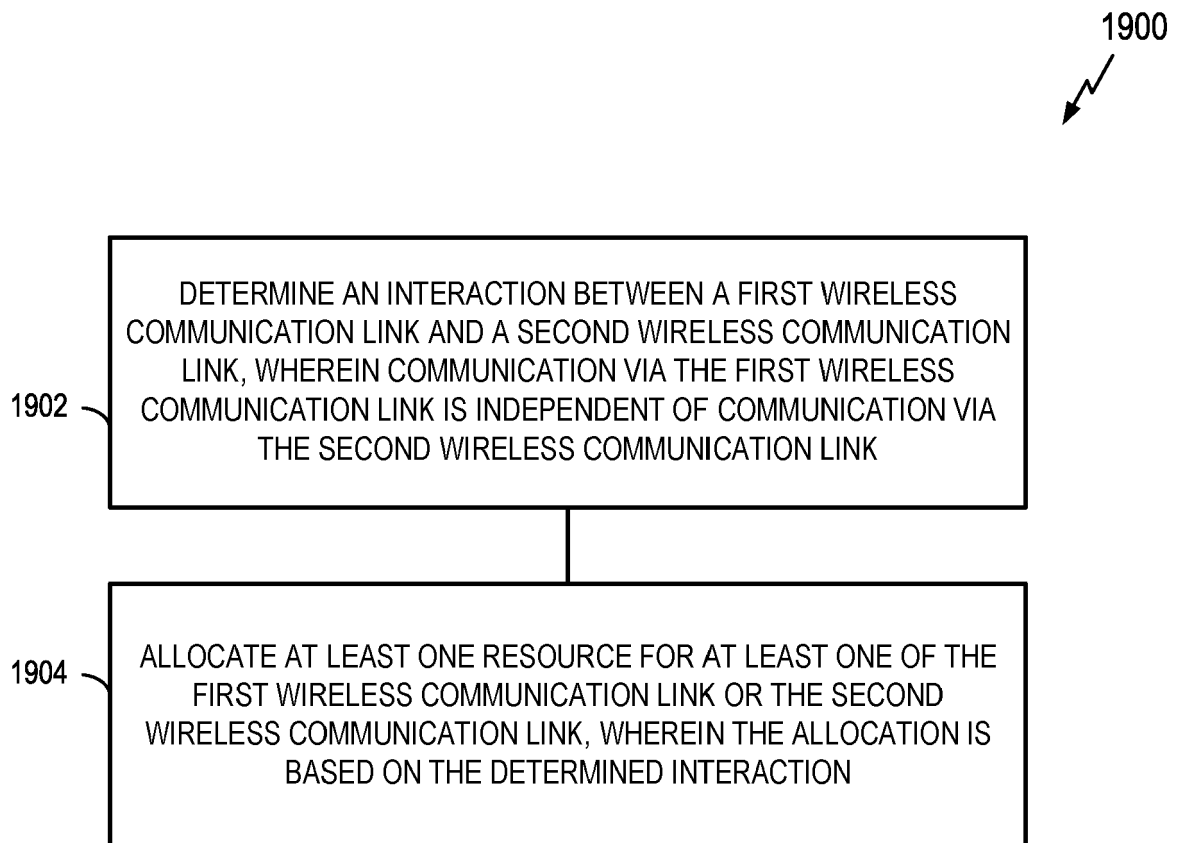 1900
DETERMINE AN INTERACTION BETWEEN A FIRST WIRELESS
COMMUNICATION LINK AND A SECOND WIRELESS COMMUNICATION
LINK, WHEREIN COMMUNICATION VIA THE FIRST WIRELESS
1902
COMMUNICATION LINK IS INDEPENDENT OF COMMUNICATION VIA
THE SECOND WIRELESS COMMUNICATION LINK
ALLOCATE AT LEAST ONE RESOURCE FOR AT LEAST ONE OF THE
1904
FIRST WIRELESS COMMUNICATION LINK OR THE SECOND
WIRELESS COMMUNICATION LINK, WHEREIN THE ALLOCATION IS
BASED ON THE DETERMINED INTERACTION